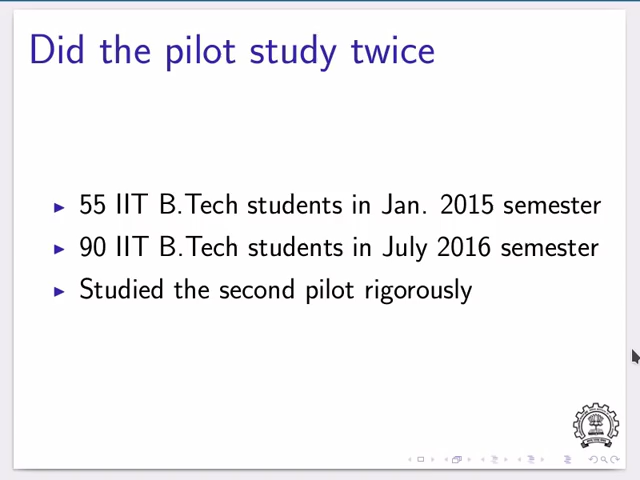 Did the pilot study twice
55 IIT B.Tech students in Jan. 2015 semester
90 IIT B.Tech students in July 2016 semester
Studied the second pilot rigorously